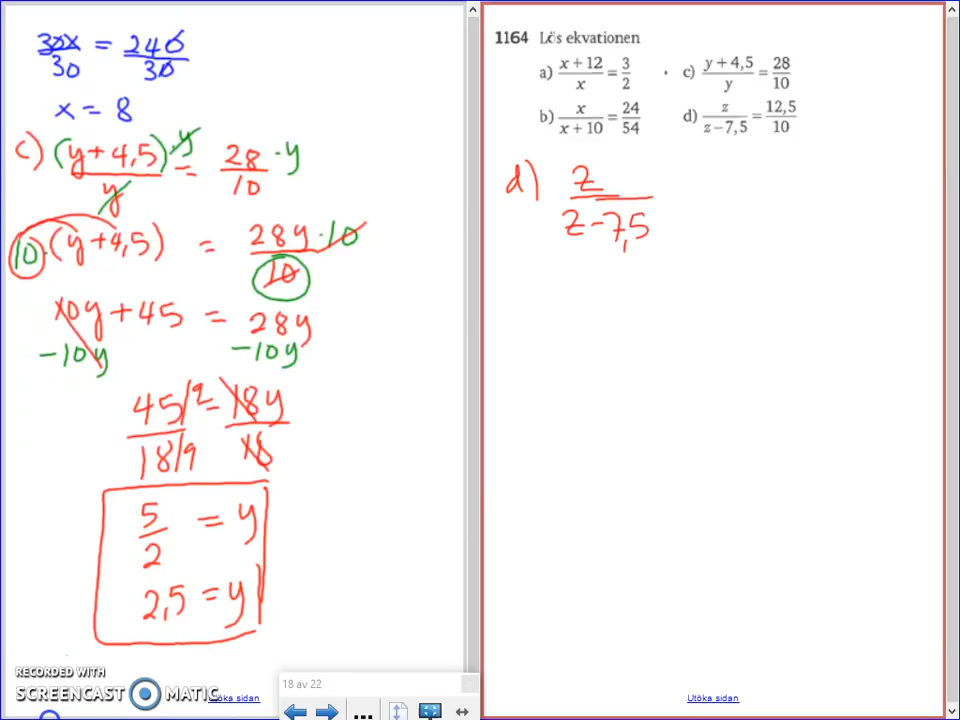 30x/30 = 240/30
x = 8
c) (y+4,5)·y/y = 28/10 ·y
10·(y+4,5) = 28y·10/10
10y+45 = 28y
-10y -10y
45/9 / 18/9 = 18y/18
5/2 = y
2,5 = y
RECORDED WITH
SCREENCAST MATIC
Utöka sidan
18 av 22
1164 Lös ekvationen
a) x + 12/x = 3/2
c) y + 4,5/y = 28/10
b) x/x + 10 = 24/54
d) z/z − 7,5 = 12,5/10
d) z/z-7,5
Utöka sidan